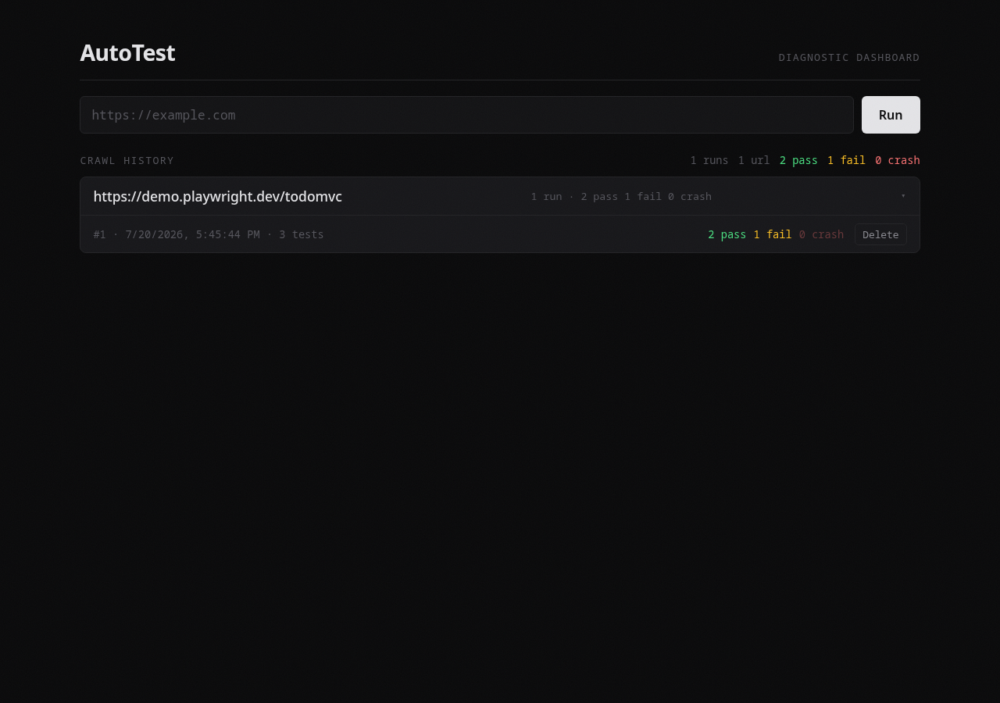 AutoTest
DIAGNOSTIC DASHBOARD
https://example.com
Run
CRAWL HISTORY
1 runs 1 url 2 pass 1 fail 0 crash
https://demo.playwright.dev/todomvc
1 run · 2 pass 1 fail 0 crash
#1 · 7/20/2026, 5:45:44 PM · 3 tests
2 pass 1 fail 0 crash
Delete